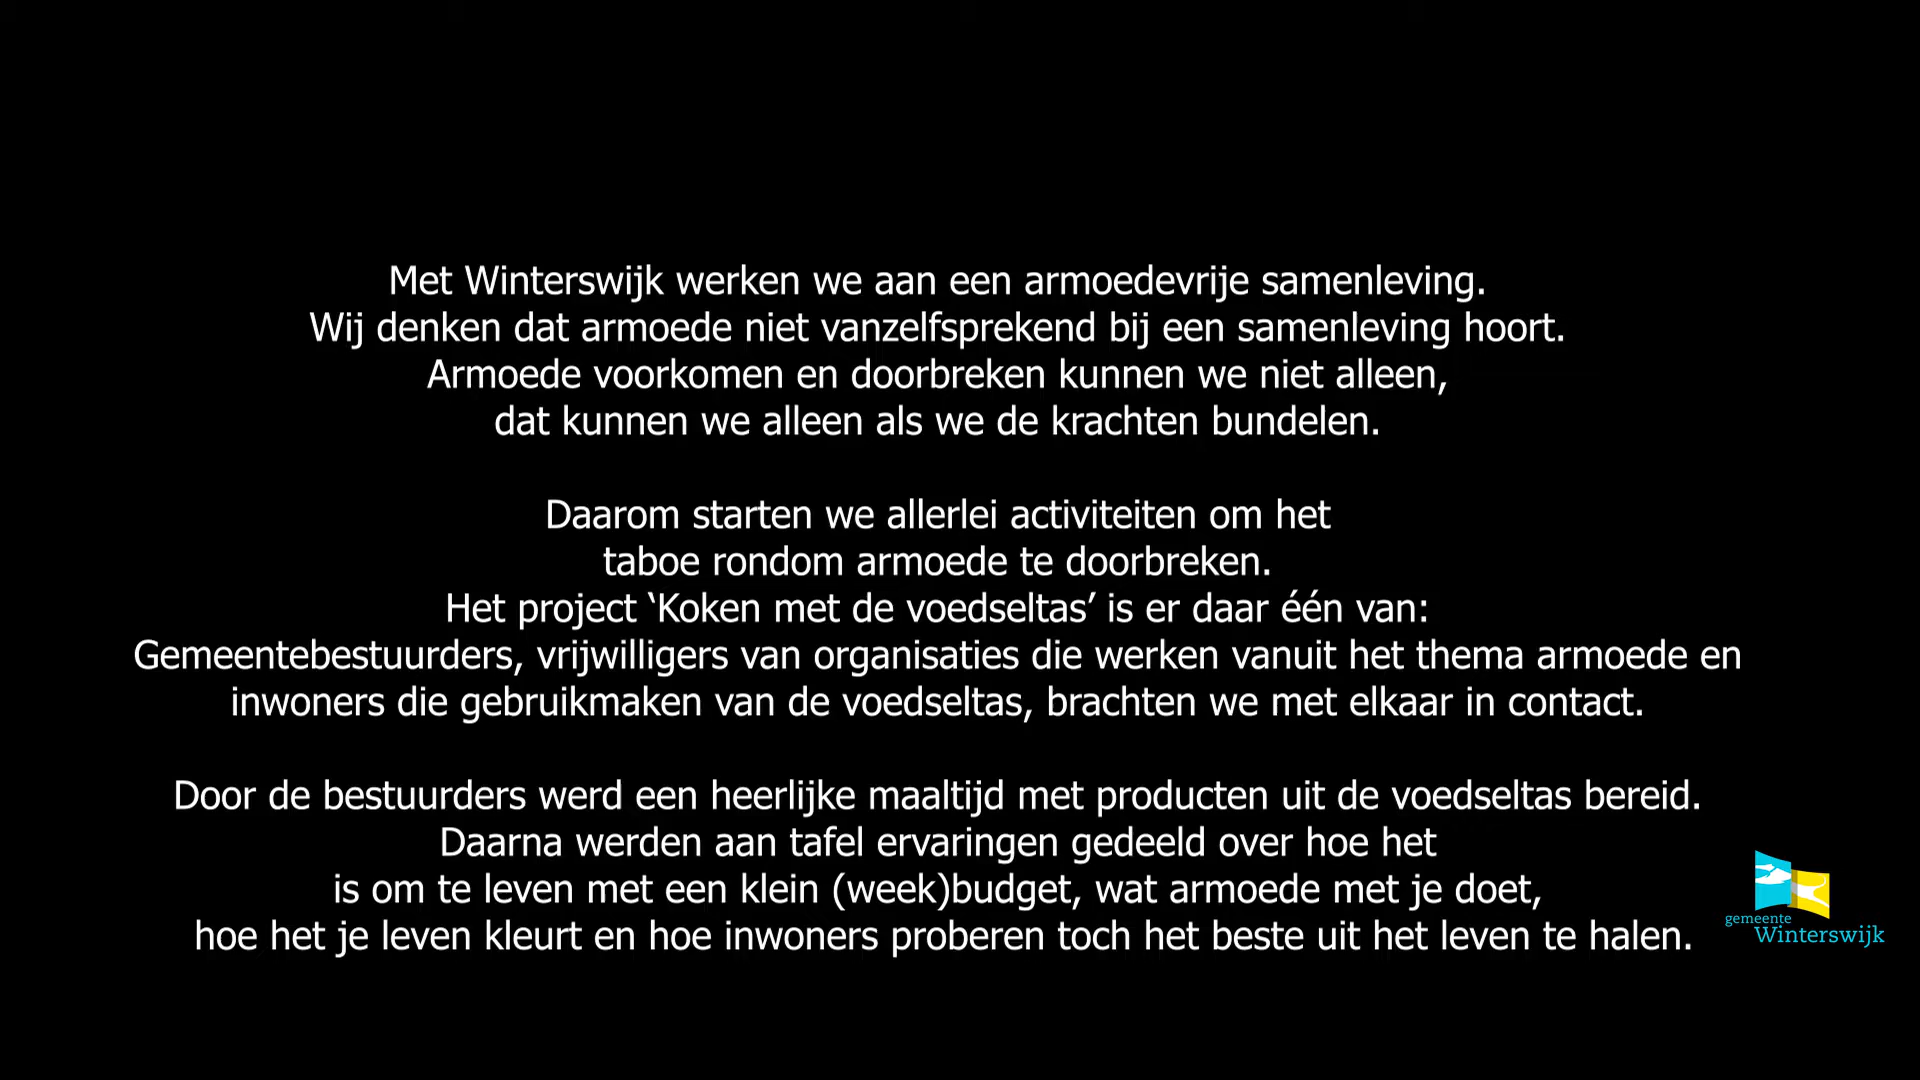 Met Winterswijk werken we aan een armoedevrije samenleving.
Wij denken dat armoede niet vanzelfsprekend bij een samenleving hoort.
Armoede voorkomen en doorbreken kunnen we niet alleen,
dat kunnen we alleen als we de krachten bundelen.
Daarom starten we allerlei activiteiten om het
taboe rondom armoede te doorbreken.
Het project ‘Koken met de voedseltas’ is er daar één van:
Gemeentebestuurders, vrijwilligers van organisaties die werken vanuit het thema armoede en
inwoners die gebruikmaken van de voedseltas, brachten we met elkaar in contact.
Door de bestuurders werd een heerlijke maaltijd met producten uit de voedseltas bereid.
Daarna werden aan tafel ervaringen gedeeld over hoe het
is om te leven met een klein (week)budget, wat armoede met je doet,
hoe het je leven kleurt en hoe inwoners proberen toch het beste uit het leven te halen.
gemeente
Winterswijk